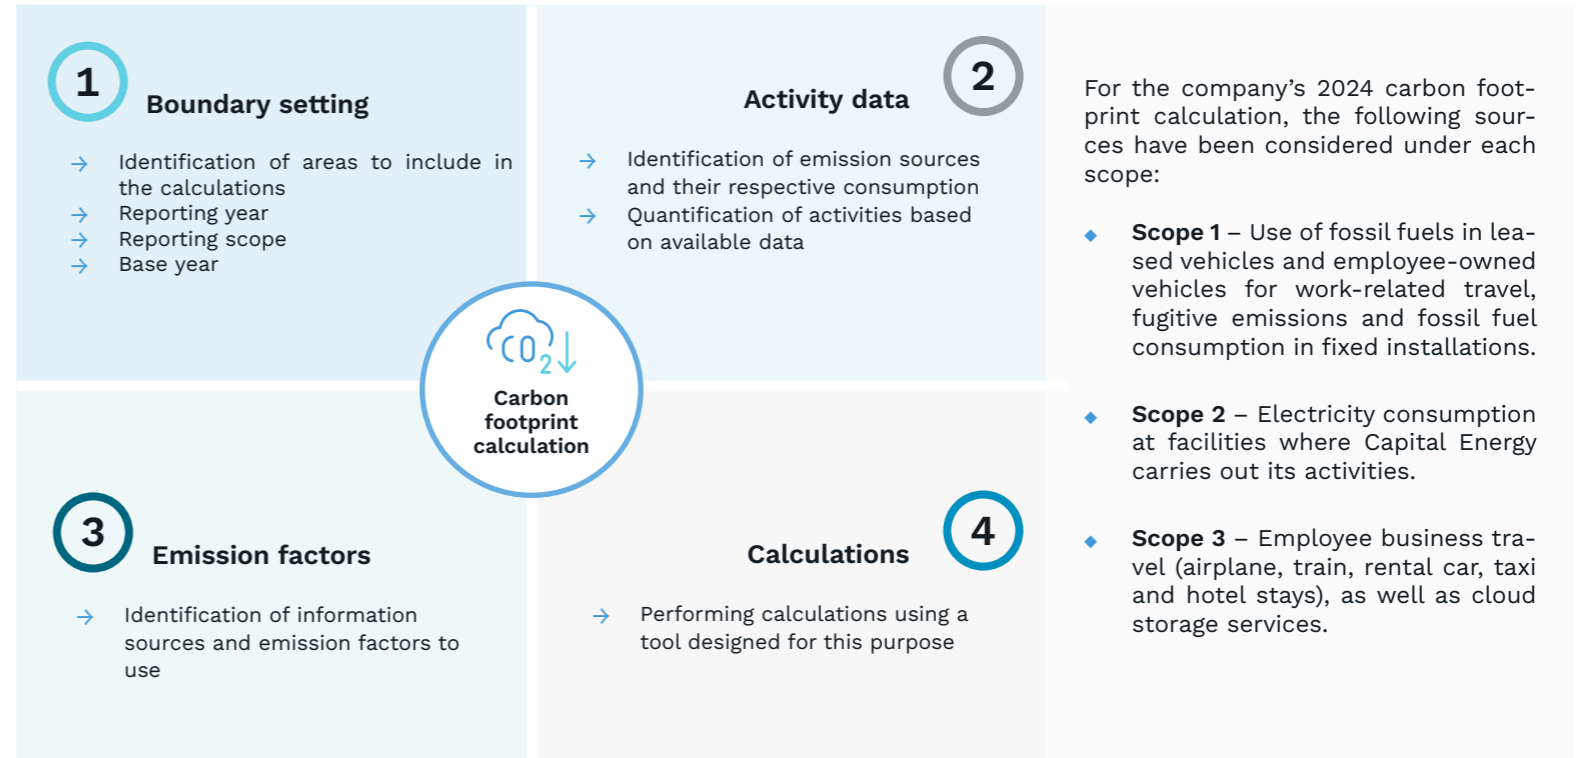 1
Boundary setting
Identification of areas to include in
the calculations
Reporting year
Reporting scope
Base year
2
Activity data
Identification of emission sources
and their respective consumption
Quantification of activities based
on available data
CO2
Carbon
footprint
calculation
3
Emission factors
Identification of information
sources and emission factors to
use
4
Calculations
Performing calculations using a
tool designed for this purpose
For the company's 2024 carbon foot-
print calculation, the following sour-
ces have been considered under each
scope:
Scope 1 – Use of fossil fuels in lea-
sed vehicles and employee-owned
vehicles for work-related travel,
fugitive emissions and fossil fuel
consumption in fixed installations.
Scope 2 – Electricity consumption
at facilities where Capital Energy
carries out its activities.
Scope 3 – Employee business tra-
vel (airplane, train, rental car, taxi
and hotel stays), as well as cloud
storage services.